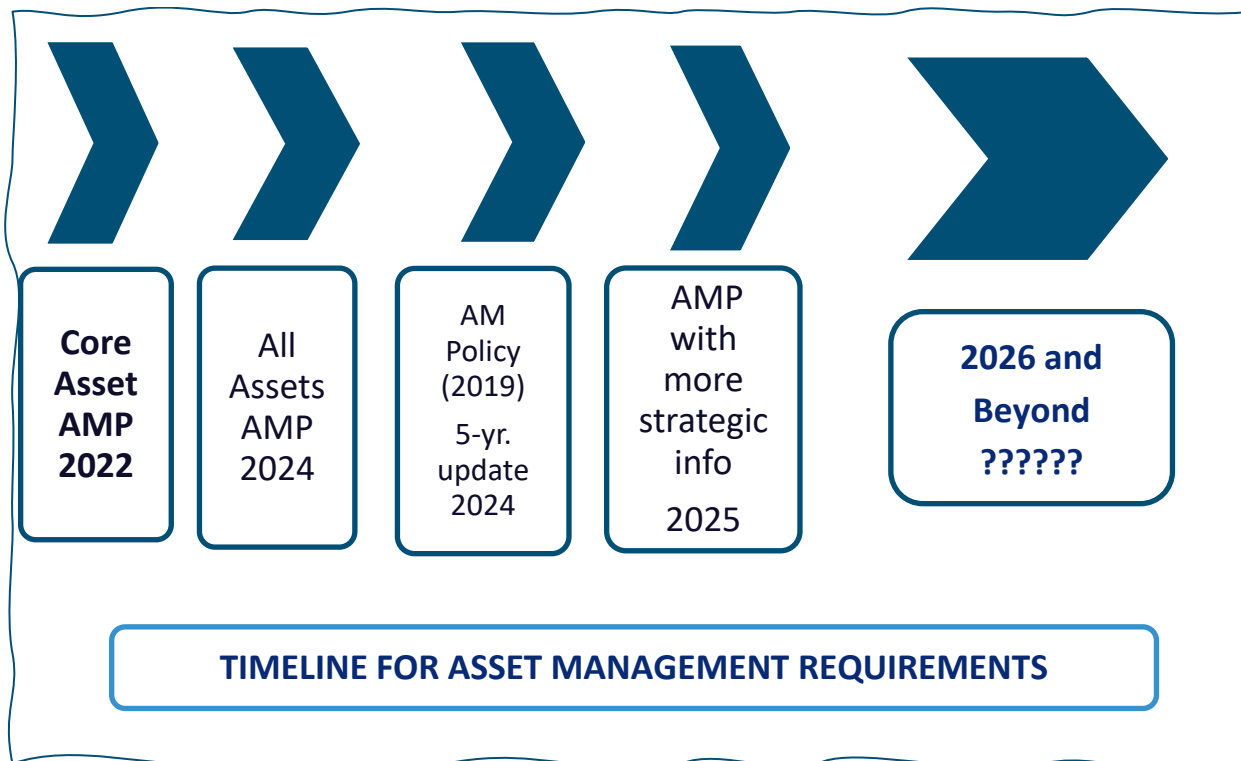 Core
Asset
AMP
2022
All
Assets
AMP
2024
AM
Policy
(2019)
5-yr.
update
2024
AMP
with
more
strategic
info
2025
2026 and
Beyond
??????
TIMELINE FOR ASSET MANAGEMENT REQUIREMENTS